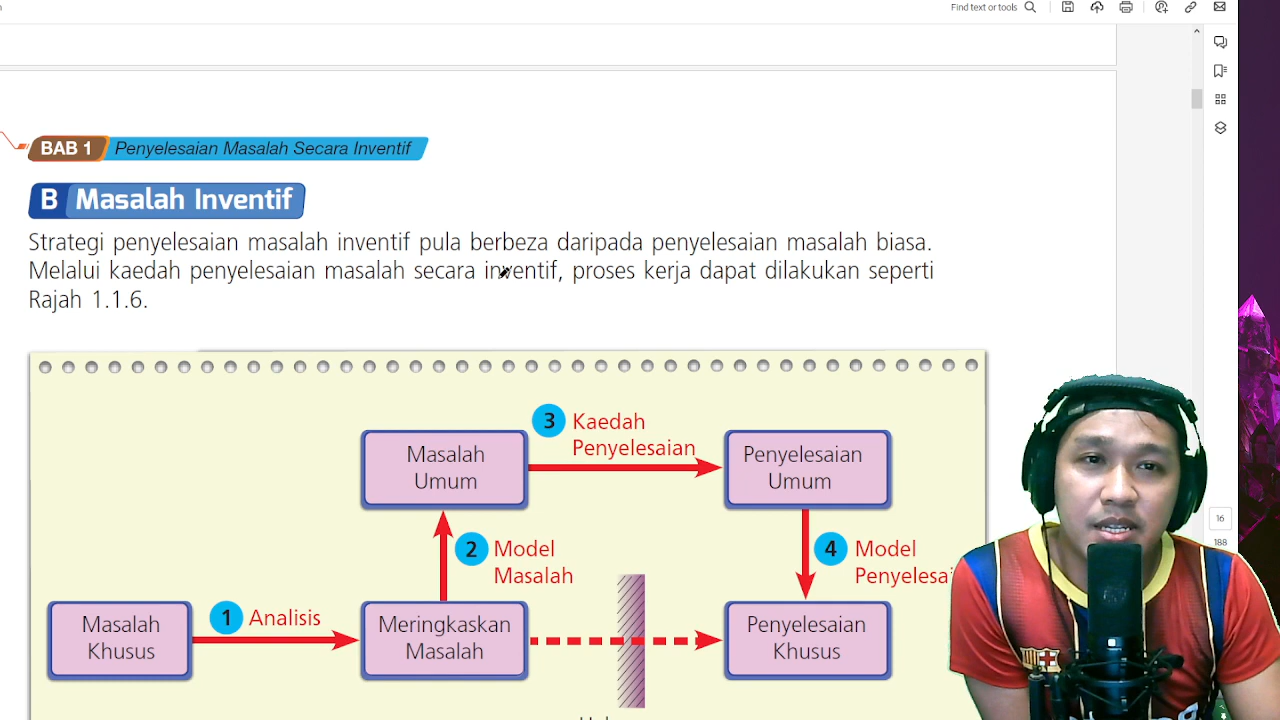 Find text or tools
BAB 1 Penyelesaian Masalah Secara Inventif
B Masalah Inventif
Strategi penyelesaian masalah inventif pula berbeza daripada penyelesaian masalah biasa.
Melalui kaedah penyelesaian masalah secara inventif, proses kerja dapat dilakukan seperti
Rajah 1.1.6.
3 Kaedah
Penyelesaian
Masalah
Umum
Penyelesaian
Umum
2 Model
Masalah
4 Model
Penyelesai
1 Analisis
Masalah
Khusus
Meringkaskan
Masalah
Penyelesaian
Khusus
16
188